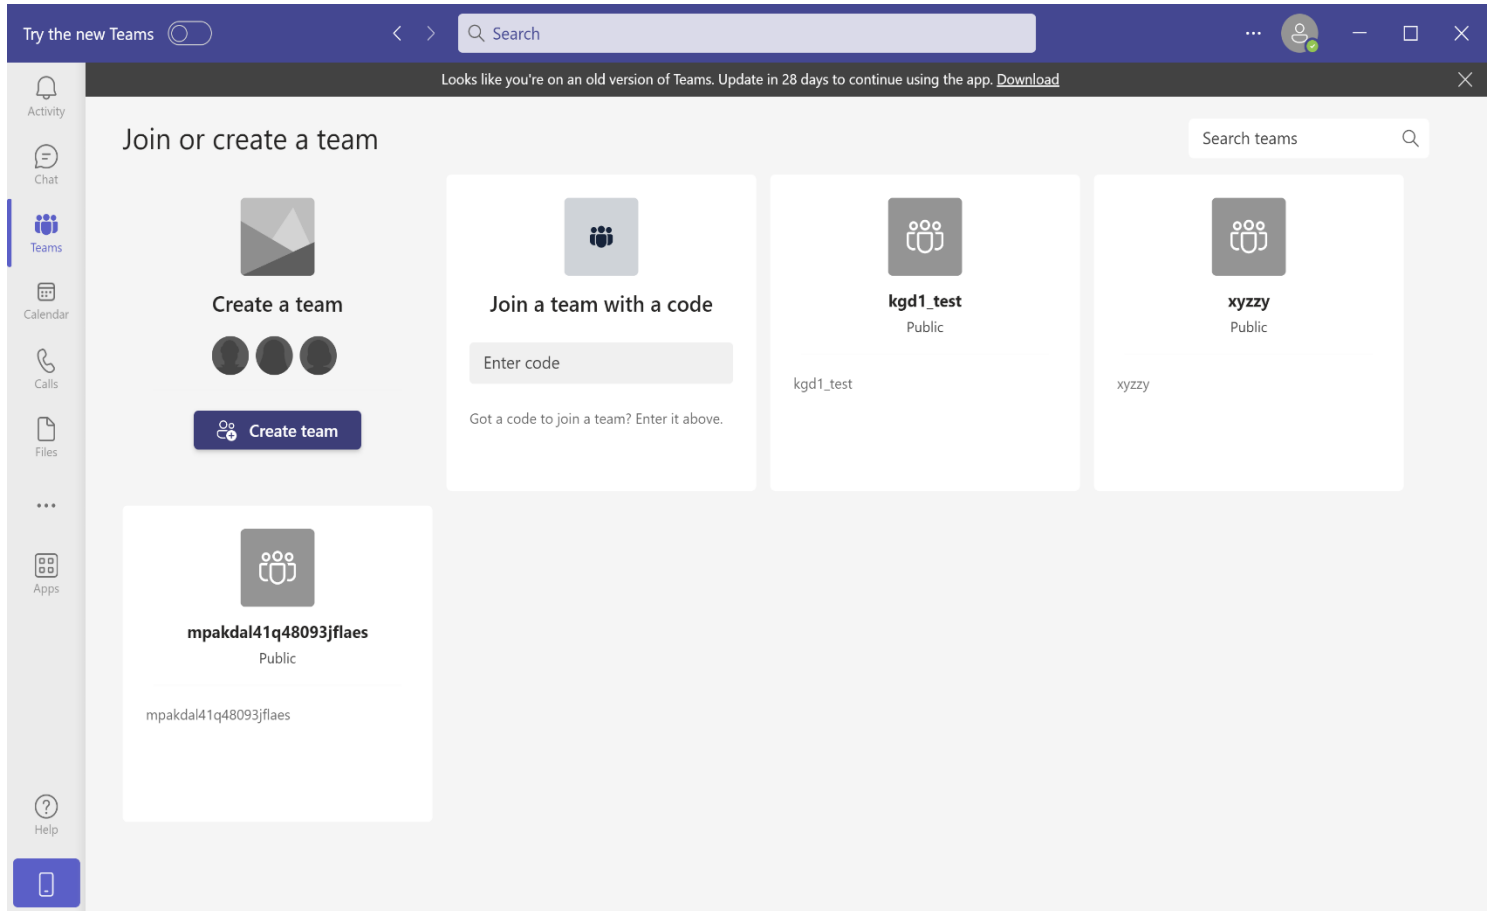 Try the new Teams
Search
Looks like you're on an old version of Teams. Update in 28 days to continue using the app. Download
Activity
Chat
Teams
Calendar
Calls
Files
Apps
Help
Join or create a team
Search teams
Create a team
Create team
Join a team with a code
Enter code
Got a code to join a team? Enter it above.
kgd1_test
Public
kgd1_test
xyzzy
Public
xyzzy
mpakdal41q48093jflaes
Public
mpakdal41q48093jflaes